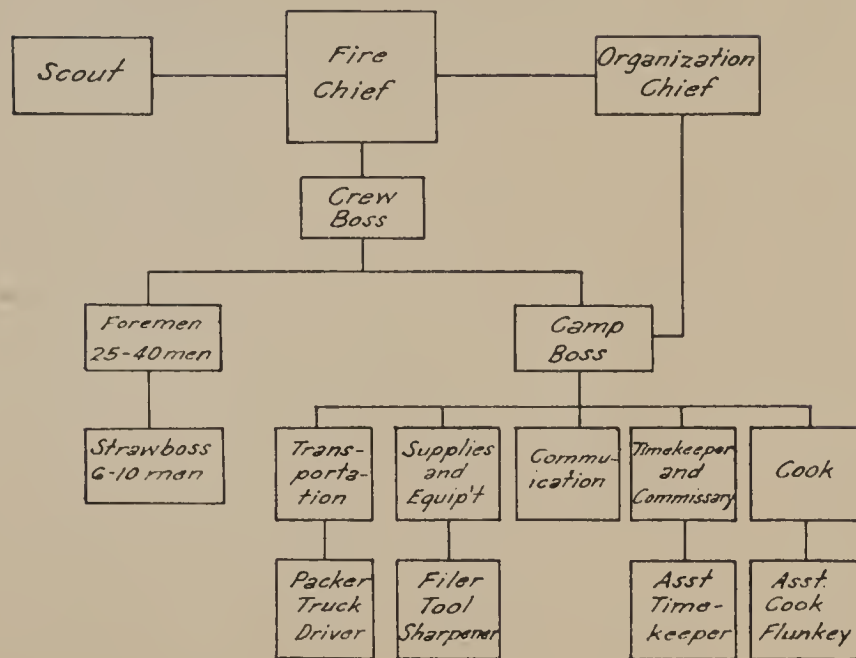 Scout
Fire
Chief
Organization
Chief
Crew
Boss
Foremen
25-40 men
Camp
Boss
Strawboss
6-10 men
Trans-
porta-
tion
Supplies
and
Equip't
Commu-
ication
Timekeeper
and
Commissary
Cook
Packer
Truck
Driver
Filer
Tool
Sharpener
Asst
Time-
keeper
Asst.
Cook
Flunkey